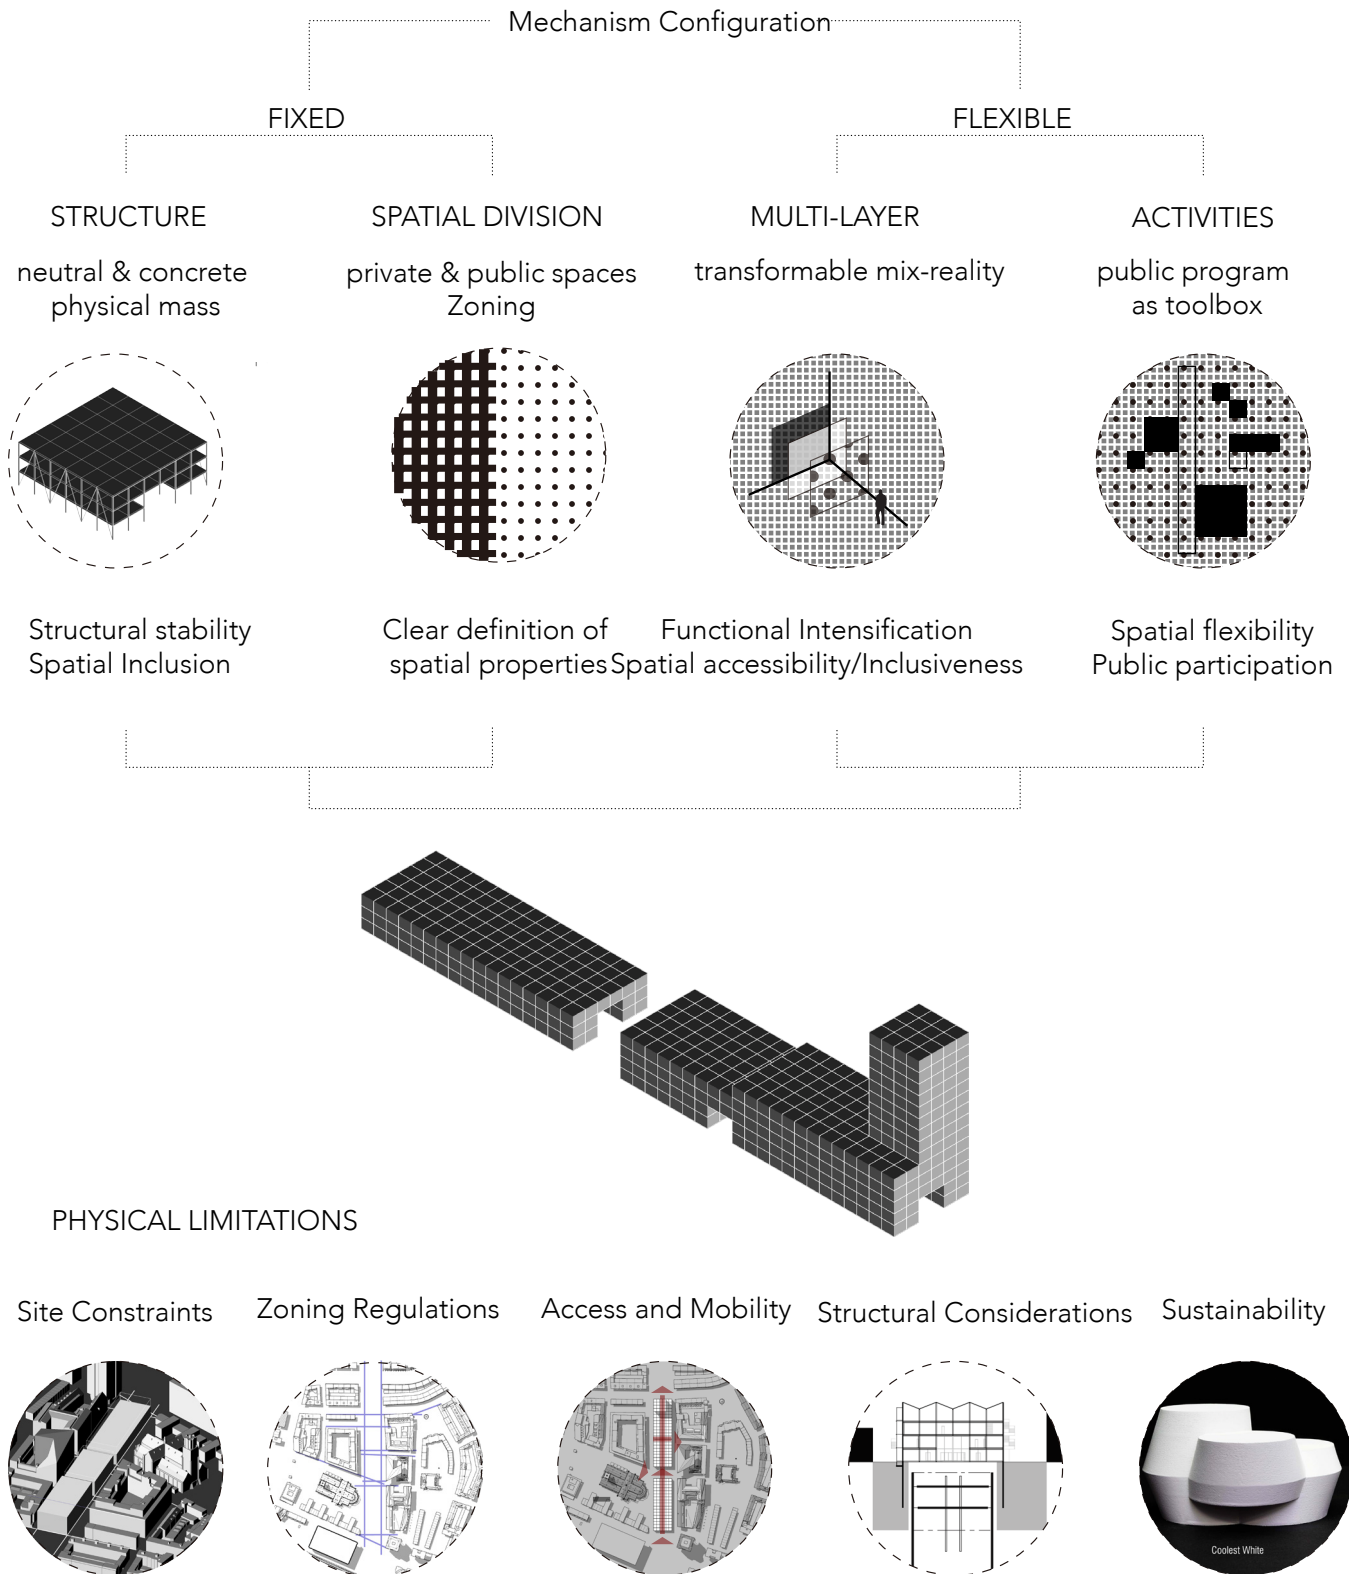 Mechanism Configuration
FIXED
FLEXIBLE
STRUCTURE
SPATIAL DIVISION
MULTI-LAYER
ACTIVITIES
neutral & concrete
physical mass
private & public spaces
Zoning
transformable mix-reality
public program
as toolbox
Structural stability
Spatial Inclusion
Clear definition of
spatial properties
Functional Intensification
Spatial accessibility/Inclusiveness
Spatial flexibility
Public participation
PHYSICAL LIMITATIONS
Site Constraints
Zoning Regulations
Access and Mobility
Structural Considerations
Sustainability
Coolest White